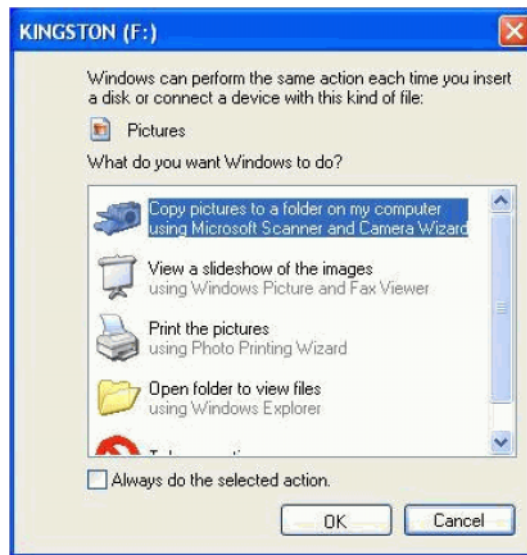 KINGSTON (F:)
Windows can perform the same action each time you insert
a disk or connect a device with this kind of file:
Pictures
What do you want Windows to do?
Copy pictures to a folder on my computer
using Microsoft Scanner and Camera Wizard
View a slideshow of the images
using Windows Picture and Fax Viewer
Print the pictures
using Photo Printing Wizard
Open folder to view files
using Windows Explorer
Always do the selected action.
OK
Cancel